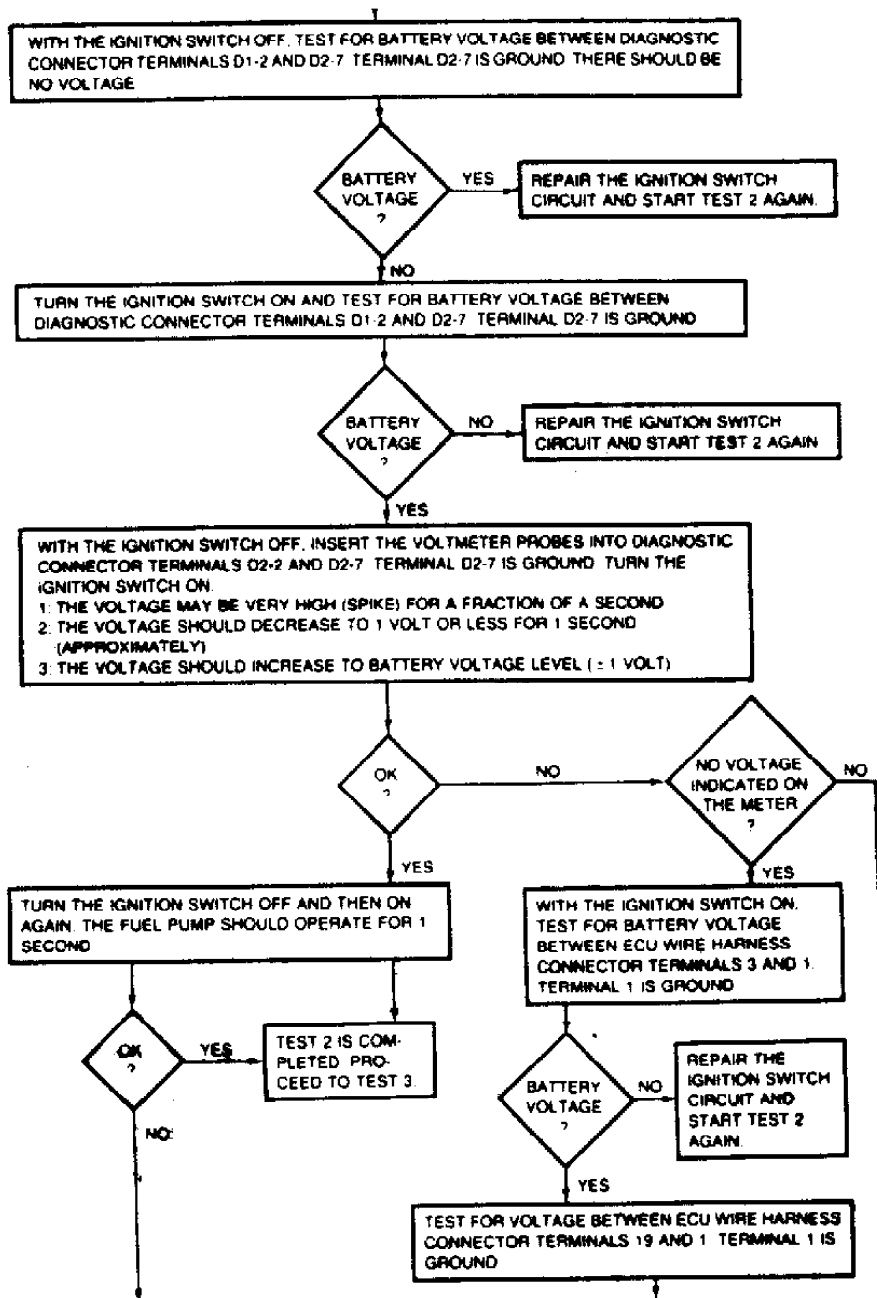 WITH THE IGNITION SWITCH OFF, TEST FOR BATTERY VOLTAGE BETWEEN DIAGNOSTIC
CONNECTOR TERMINALS D1-2 AND D2-7 TERMINAL D2-7 IS GROUND THERE SHOULD BE
NO VOLTAGE
BATTERY
VOLTAGE
?
YES
REPAIR THE IGNITION SWITCH
CIRCUIT AND START TEST 2 AGAIN.
NO
TURN THE IGNITION SWITCH ON AND TEST FOR BATTERY VOLTAGE BETWEEN
DIAGNOSTIC CONNECTOR TERMINALS D1-2 AND D2-7 TERMINAL D2-7 IS GROUND
BATTERY
VOLTAGE
?
NO
REPAIR THE IGNITION SWITCH
CIRCUIT AND START TEST 2 AGAIN
YES
WITH THE IGNITION SWITCH OFF, INSERT THE VOLTMETER PROBES INTO DIAGNOSTIC
CONNECTOR TERMINALS D2-2 AND D2-7 TERMINAL D2-7 IS GROUND TURN THE
IGNITION SWITCH ON.
1: THE VOLTAGE MAY BE VERY HIGH (SPIKE) FOR A FRACTION OF A SECOND
2: THE VOLTAGE SHOULD DECREASE TO 1 VOLT OR LESS FOR 1 SECOND
(APPROXIMATELY)
3: THE VOLTAGE SHOULD INCREASE TO BATTERY VOLTAGE LEVEL (± 1 VOLT)
OK
?
NO
NO VOLTAGE
INDICATED ON
THE METER
?
NO
YES
YES
TURN THE IGNITION SWITCH OFF AND THEN ON
AGAIN. THE FUEL PUMP SHOULD OPERATE FOR 1
SECOND
WITH THE IGNITION SWITCH ON,
TEST FOR BATTERY VOLTAGE
BETWEEN ECU WIRE HARNESS
CONNECTOR TERMINALS 3 AND 1.
TERMINAL 1 IS GROUND
OK
?
YES
TEST 2 IS COM-
PLETED PRO-
CEED TO TEST 3.
NO
BATTERY
VOLTAGE
?
NO
REPAIR THE
IGNITION SWITCH
CIRCUIT AND
START TEST 2
AGAIN.
YES
TEST FOR VOLTAGE BETWEEN ECU WIRE HARNESS
CONNECTOR TERMINALS 19 AND 1 TERMINAL 1 IS
GROUND